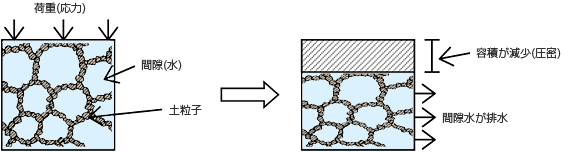 荷重(応力)
間隙(水)
土粒子
容積が減少(圧密)
間隙水が排水